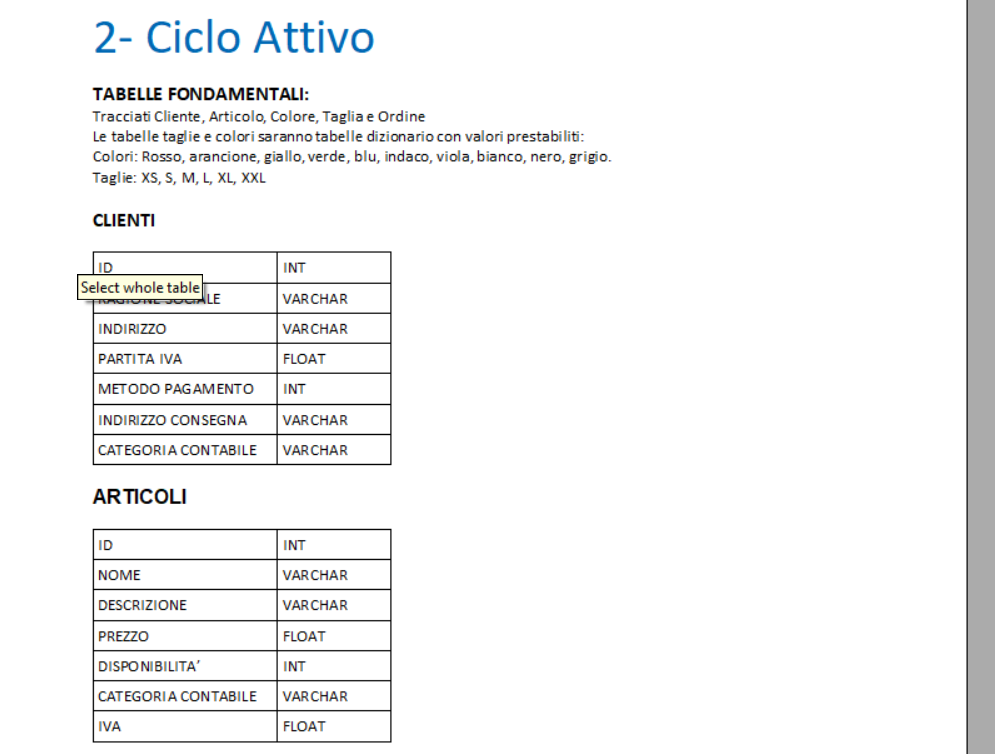 2- Ciclo Attivo
TABELLE FONDAMENTALI:
Tracciati Cliente, Articolo, Colore, Taglia e Ordine
Le tabelle taglie e colori saranno tabelle dizionario con valori prestabiliti:
Colori: Rosso, arancione, giallo, verde, blu, indaco, viola, bianco, nero, grigio.
Taglie: XS, S, M, L, XL, XXL
CLIENTI
ID INT
Select whole table
RAGIONE SOCIALE VARCHAR
INDIRIZZO VARCHAR
PARTITA IVA FLOAT
METODO PAGAMENTO INT
INDIRIZZO CONSEGNA VARCHAR
CATEGORIA CONTABILE VARCHAR
ARTICOLI
ID INT
NOME VARCHAR
DESCRIZIONE VARCHAR
PREZZO FLOAT
DISPONIBILITA’ INT
CATEGORIA CONTABILE VARCHAR
IVA FLOAT